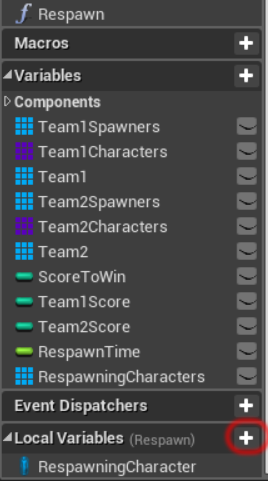 Respawn
Macros
Variables
Components
Team1Spawners
Team1Characters
Team1
Team2Spawners
Team2Characters
Team2
ScoreToWin
Team1Score
Team2Score
RespawnTime
RespawningCharacters
Event Dispatchers
Local Variables (Respawn)
RespawningCharacter